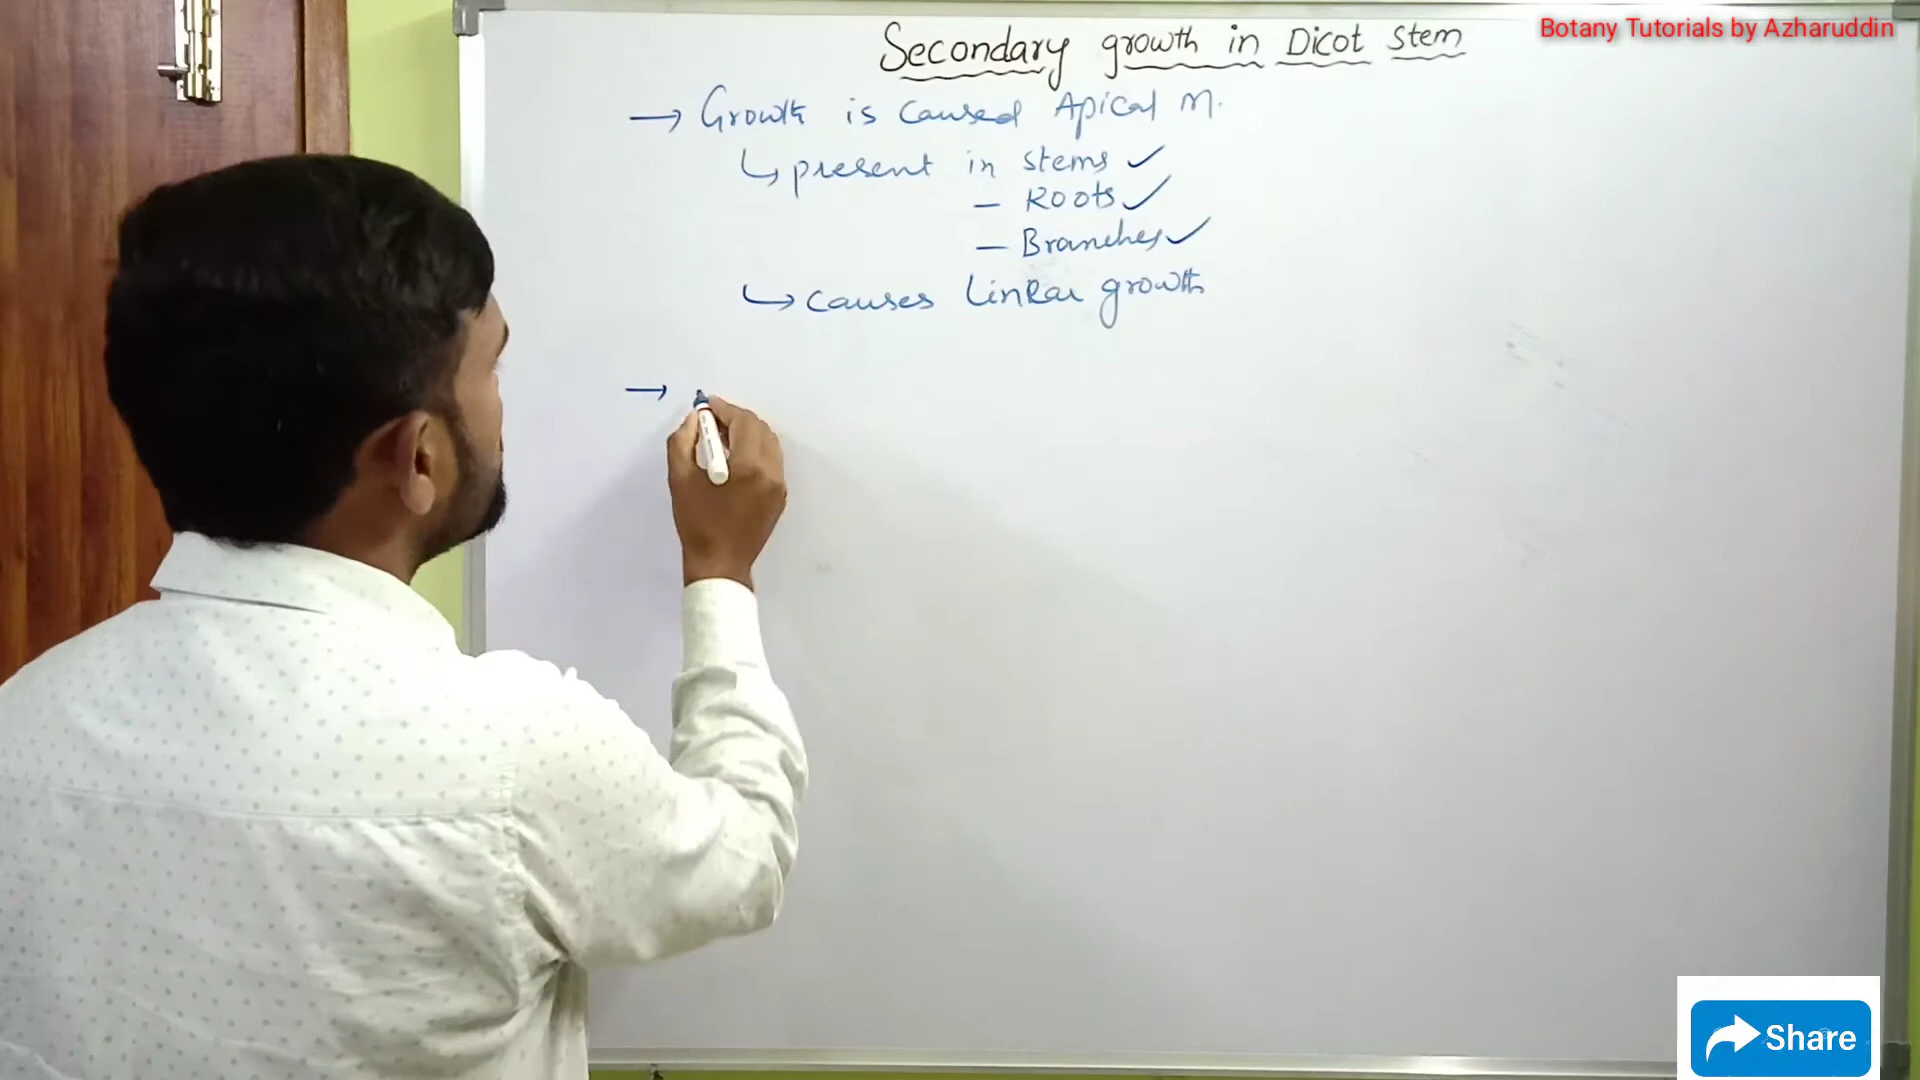 Botany Tutorials by Azharuddin
Secondary growth in Dicot Stem
→ Growth is caused Apical M.
↳ present in stems ✓
— Roots ✓
— Branches ✓
↳ causes Linear growth
→
Share